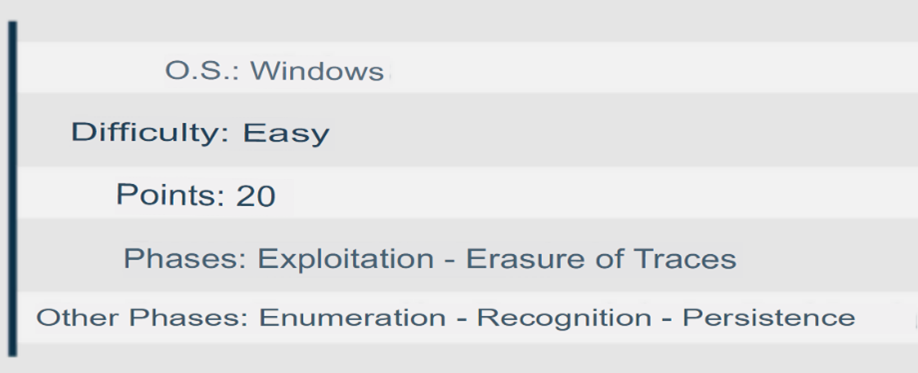 O.S.: Windows
Difficulty: Easy
Points: 20
Phases: Exploitation - Erasure of Traces
Other Phases: Enumeration - Recognition - Persistence